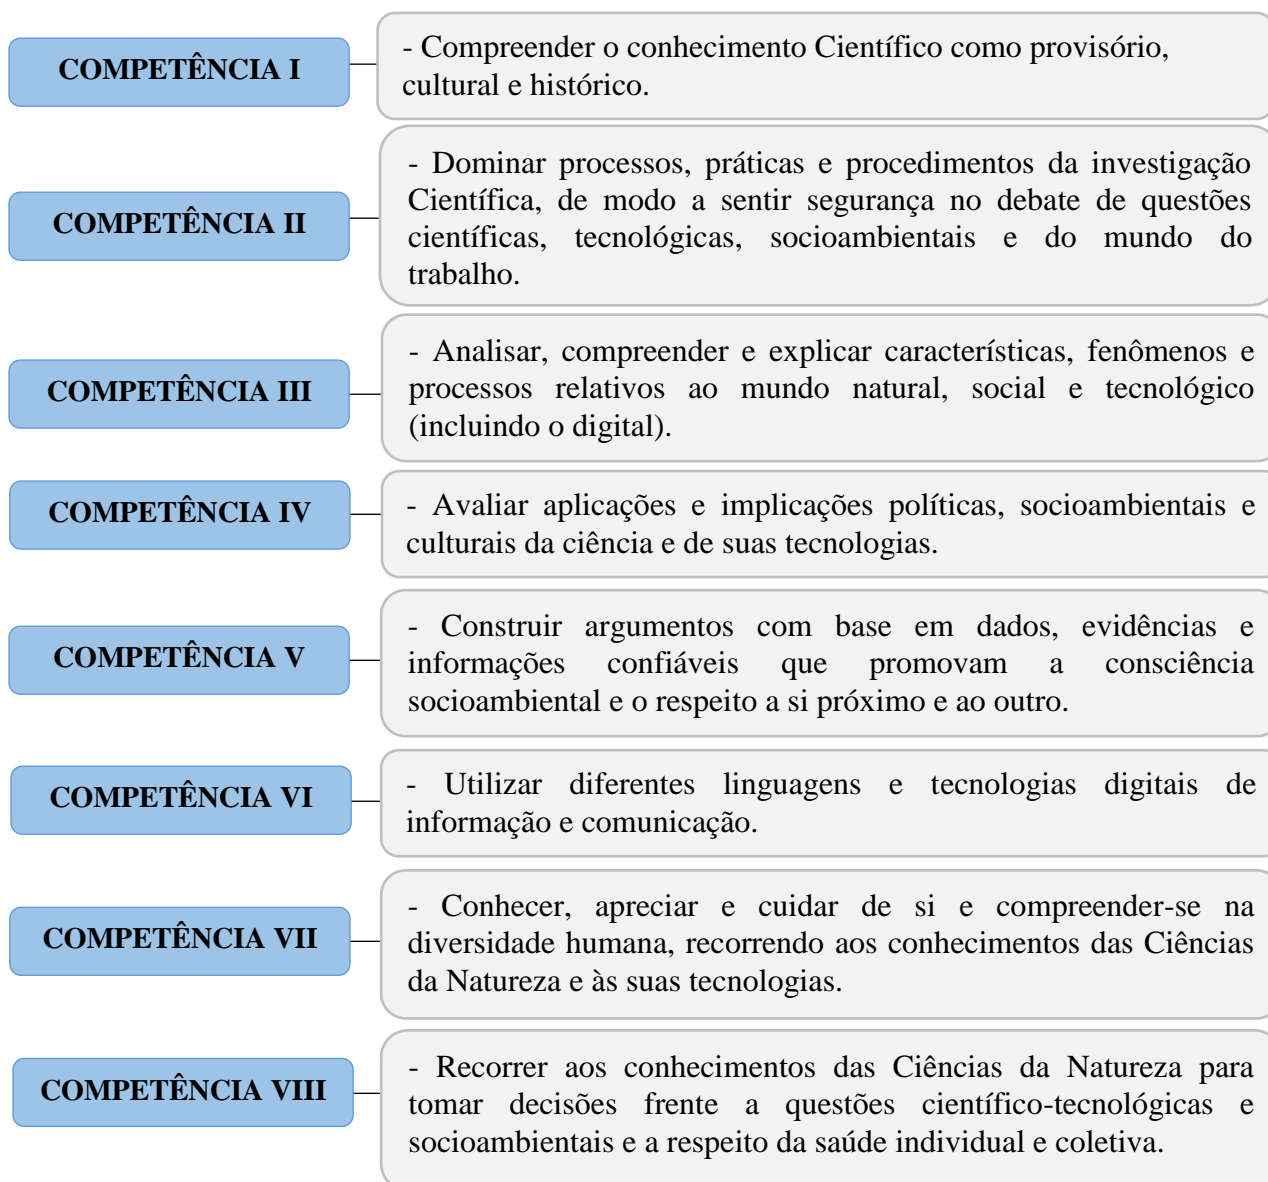 COMPETÊNCIA I
- Compreender o conhecimento Científico como provisório,
cultural e histórico.
COMPETÊNCIA II
- Dominar processos, práticas e procedimentos da investigação
Científica, de modo a sentir segurança no debate de questões
científicas, tecnológicas, socioambientais e do mundo do
trabalho.
COMPETÊNCIA III
- Analisar, compreender e explicar características, fenômenos e
processos relativos ao mundo natural, social e tecnológico
(incluindo o digital).
COMPETÊNCIA IV
- Avaliar aplicações e implicações políticas, socioambientais e
culturais da ciência e de suas tecnologias.
COMPETÊNCIA V
- Construir argumentos com base em dados, evidências e
informações confiáveis que promovam a consciência
socioambiental e o respeito a si próximo e ao outro.
COMPETÊNCIA VI
- Utilizar diferentes linguagens e tecnologias digitais de
informação e comunicação.
COMPETÊNCIA VII
- Conhecer, apreciar e cuidar de si e compreender-se na
diversidade humana, recorrendo aos conhecimentos das Ciências
da Natureza e às suas tecnologias.
COMPETÊNCIA VIII
- Recorrer aos conhecimentos das Ciências da Natureza para
tomar decisões frente a questões científico-tecnológicas e
socioambientais e a respeito da saúde individual e coletiva.